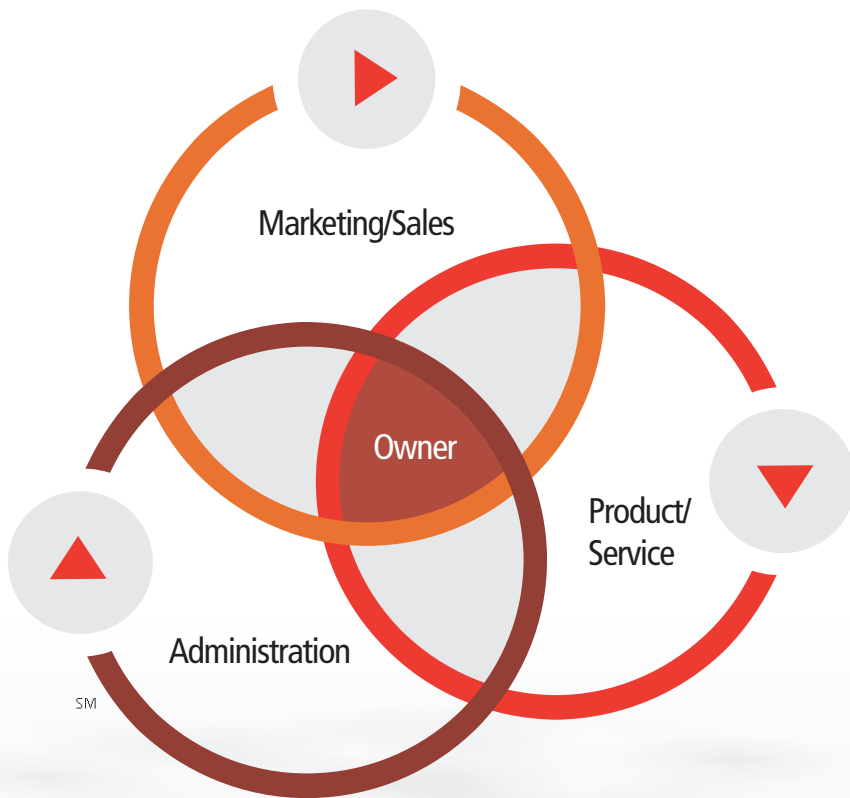 Marketing/Sales
Owner
Product/
Service
Administration
SM